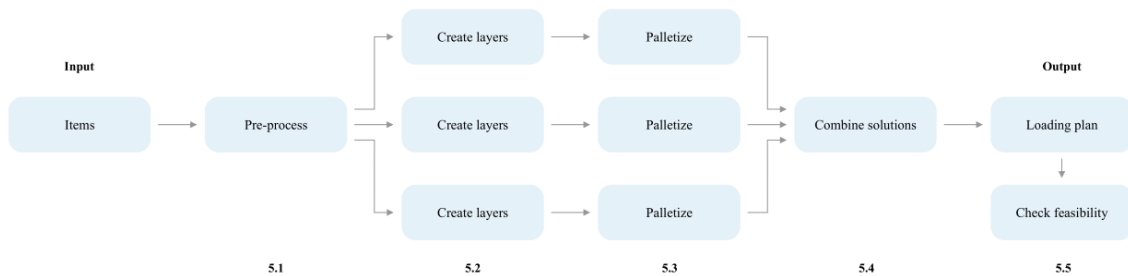 Create layers
Palletize
Input
Output
Items
Pre-process
Create layers
Palletize
Combine solutions
Loading plan
Create layers
Palletize
Check feasibility
5.1
5.2
5.3
5.4
5.5